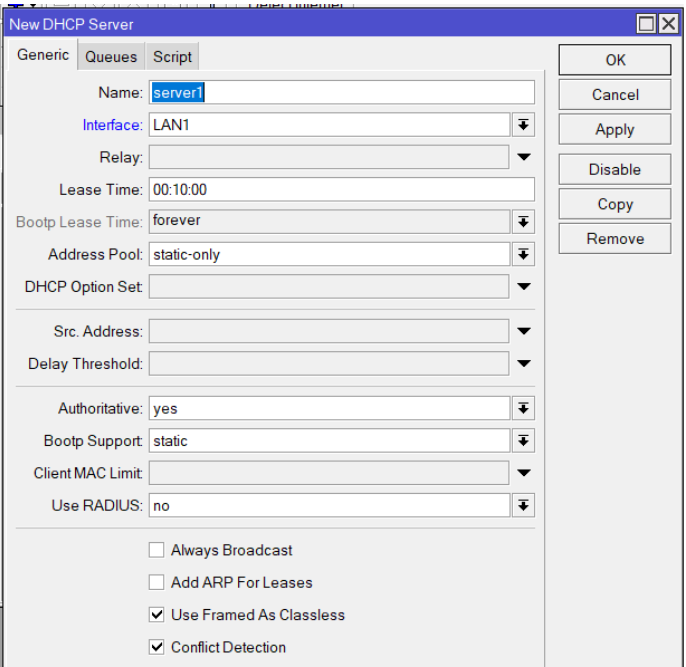 New DHCP Server
Generic Queues Script
Name: server1
Interface: LAN1
Relay:
Lease Time: 00:10:00
Bootp Lease Time: forever
Address Pool: static-only
DHCP Option Set:
Src. Address:
Delay Threshold:
Authoritative: yes
Bootp Support: static
Client MAC Limit:
Use RADIUS: no
Always Broadcast
Add ARP For Leases
Use Framed As Classless
Conflict Detection
OK
Cancel
Apply
Disable
Copy
Remove